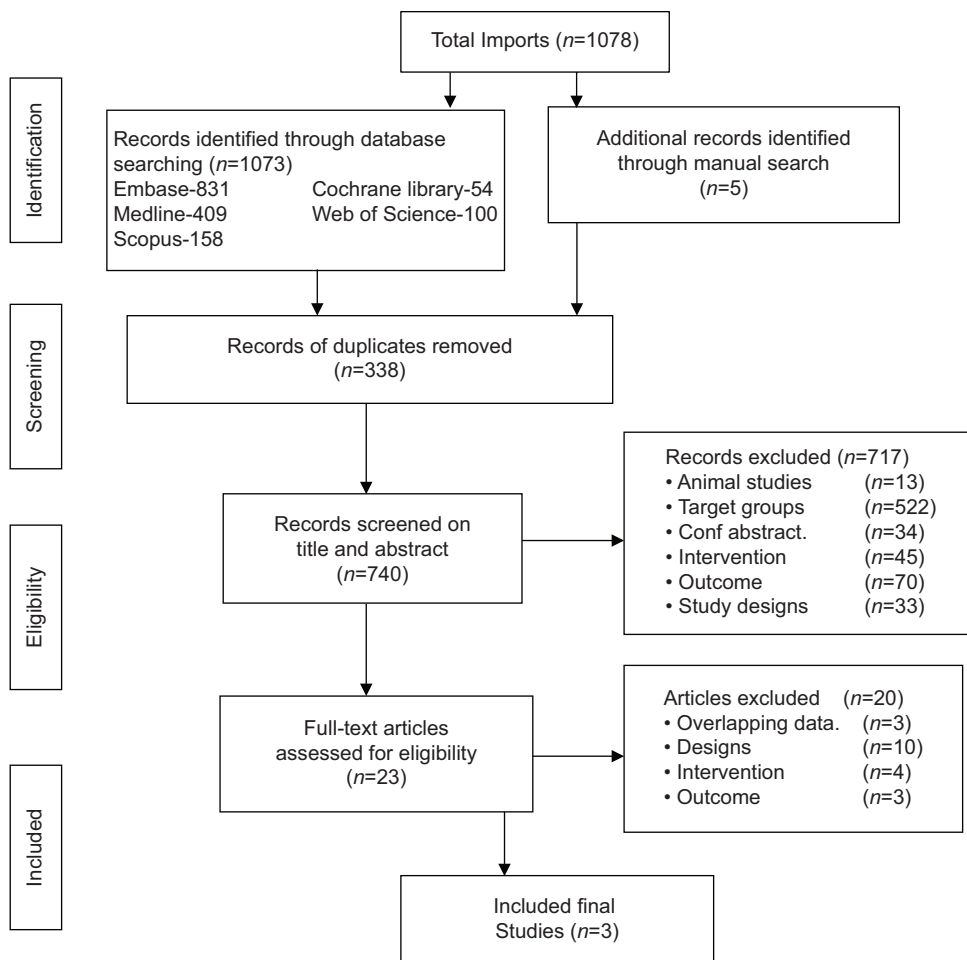 Total Imports (n=1078)
Identification
Records identified through database
searching (n=1073)
Embase-831 Cochrane library-54
Medline-409 Web of Science-100
Scopus-158
Additional records identified
through manual search
(n=5)
Screening
Records of duplicates removed
(n=338)
Eligibility
Records screened on
title and abstract
(n=740)
Records excluded (n=717)
• Animal studies (n=13)
• Target groups (n=522)
• Conf abstract. (n=34)
• Intervention (n=45)
• Outcome (n=70)
• Study designs (n=33)
Full-text articles
assessed for eligibility
(n=23)
Articles excluded (n=20)
• Overlapping data. (n=3)
• Designs (n=10)
• Intervention (n=4)
• Outcome (n=3)
Included
Included final
Studies (n=3)